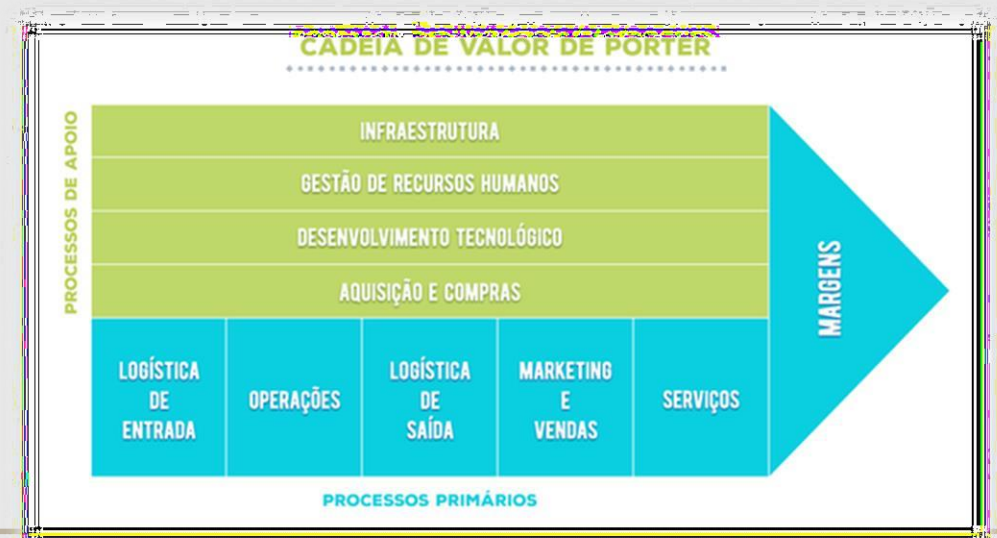 CADEIA DE VALOR DE PORTER
PROCESSOS DE APOIO
INFRAESTRUTURA
GESTÃO DE RECURSOS HUMANOS
DESENVOLVIMENTO TECNOLÓGICO
AQUISIÇÃO E COMPRAS
LOGÍSTICA
DE
ENTRADA
OPERAÇÕES
LOGÍSTICA
DE
SAÍDA
MARKETING
E
VENDAS
SERVIÇOS
MARGENS
PROCESSOS PRIMÁRIOS